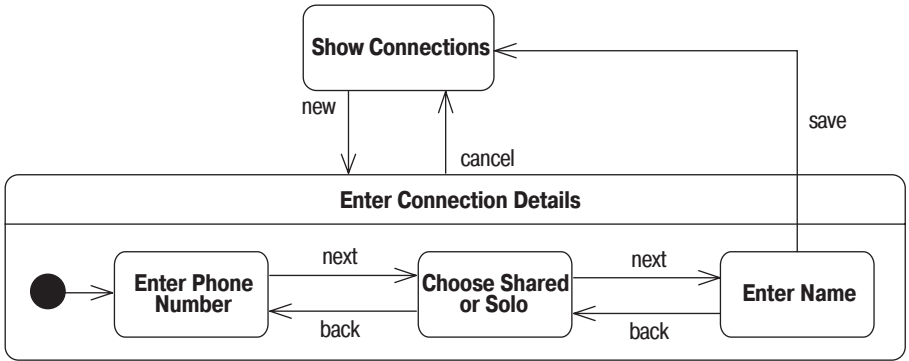 Show Connections
new
save
cancel
Enter Connection Details
next
next
Enter Phone
Number
Choose Shared
or Solo
Enter Name
back
back